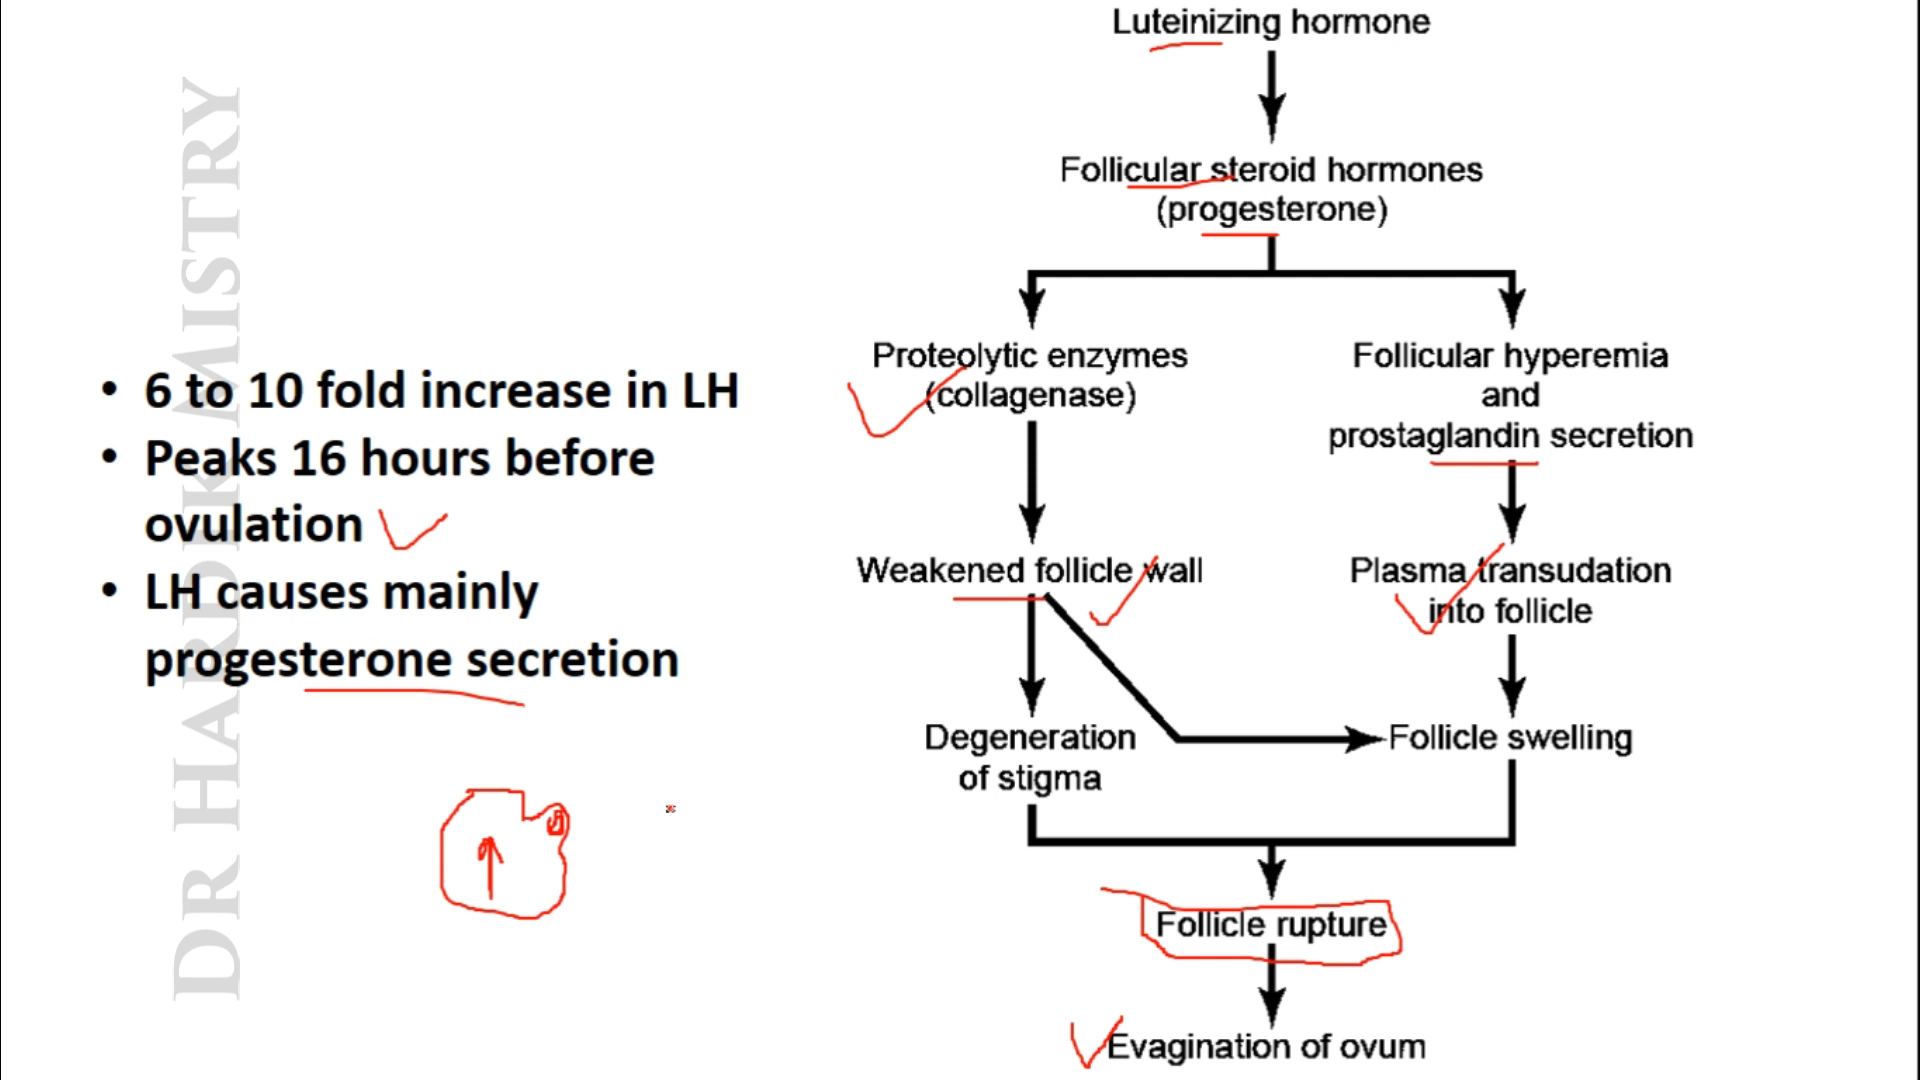 DR HARDIK MISTRY
• 6 to 10 fold increase in LH
• Peaks 16 hours before
ovulation
• LH causes mainly
progesterone secretion
Luteinizing hormone
Follicular steroid hormones
(progesterone)
Proteolytic enzymes
(collagenase)
Follicular hyperemia
and
prostaglandin secretion
Weakened follicle wall
Plasma transudation
into follicle
Degeneration
of stigma
Follicle swelling
Follicle rupture
Evagination of ovum